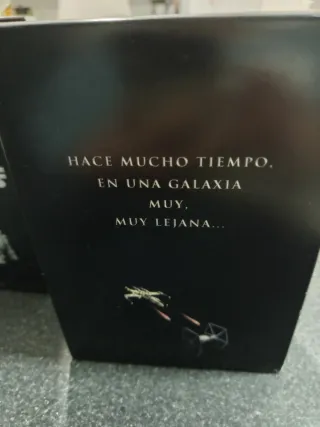 HACE MUCHO TIEMPO,
EN UNA GALAXIA
MUY,
MUY LEJANA...